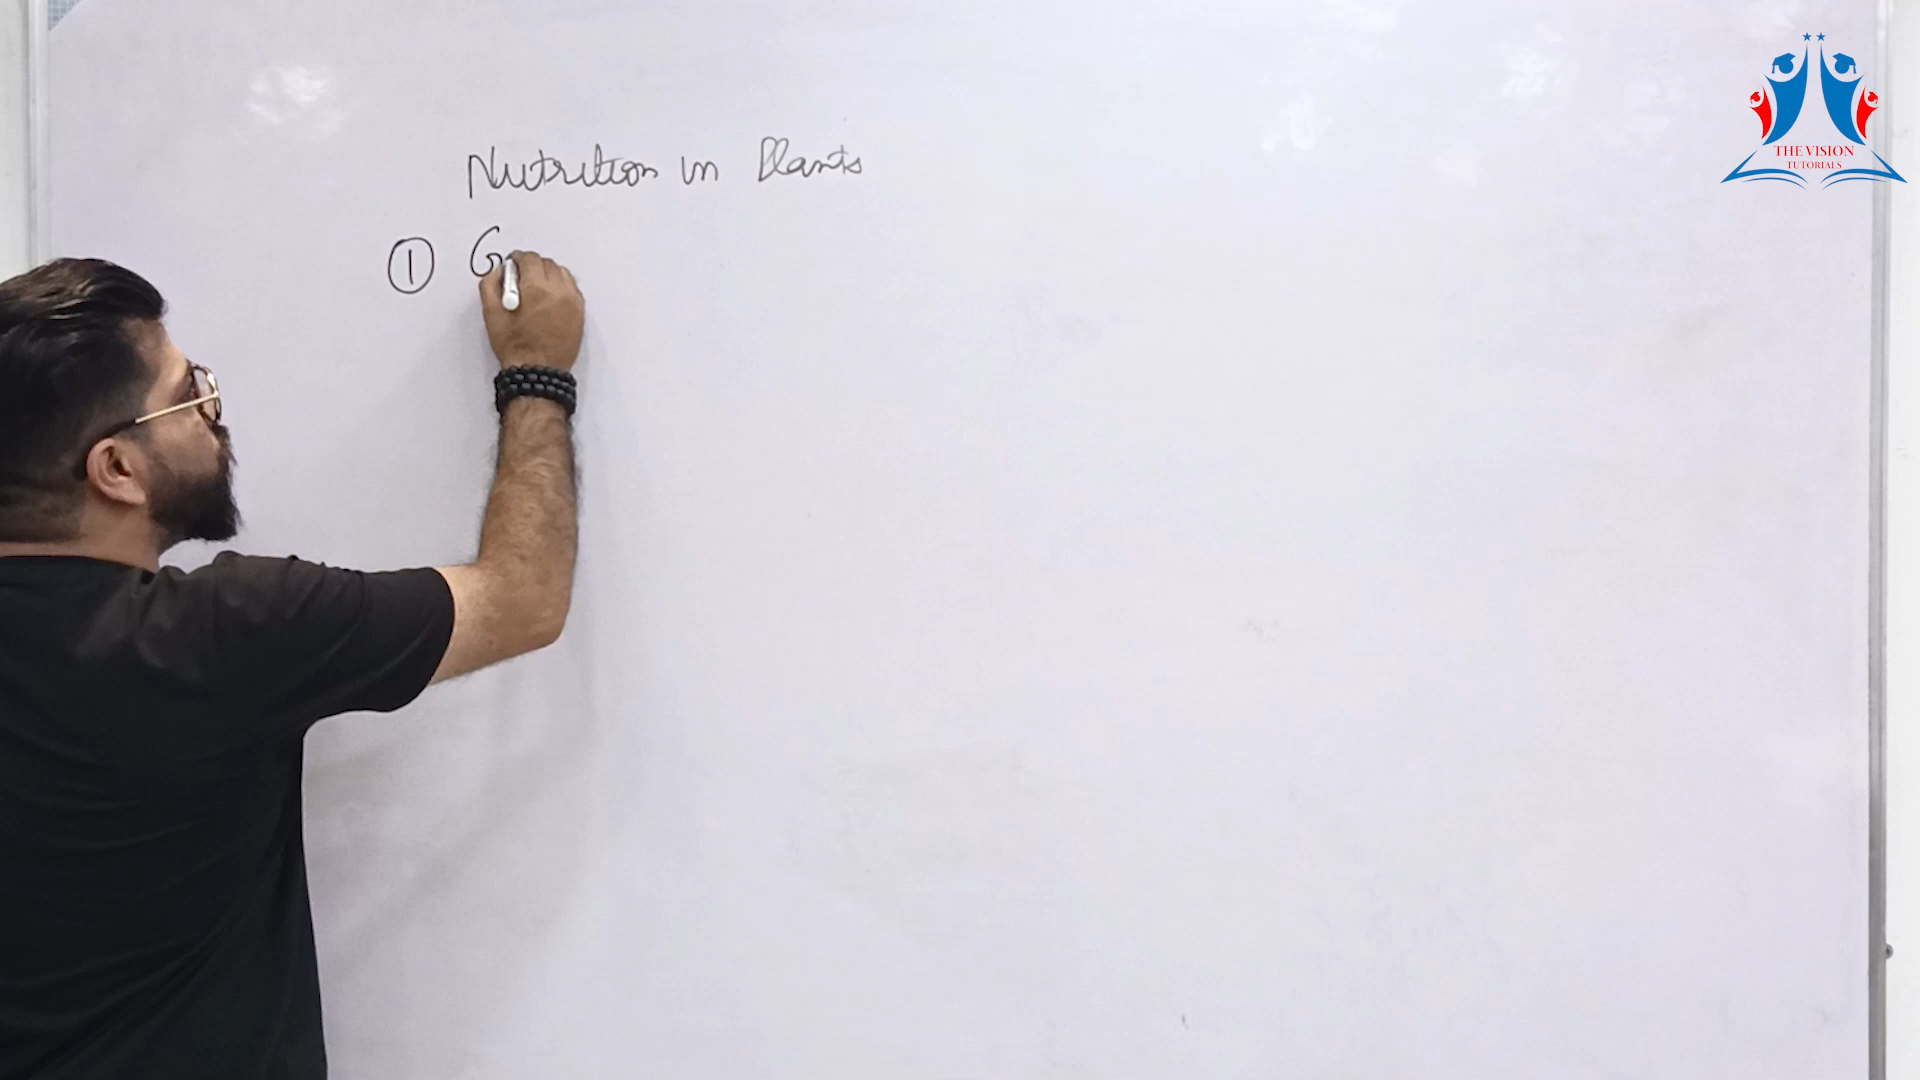 THE VISION
TUTORIALS
Nutrition in Plants
① G